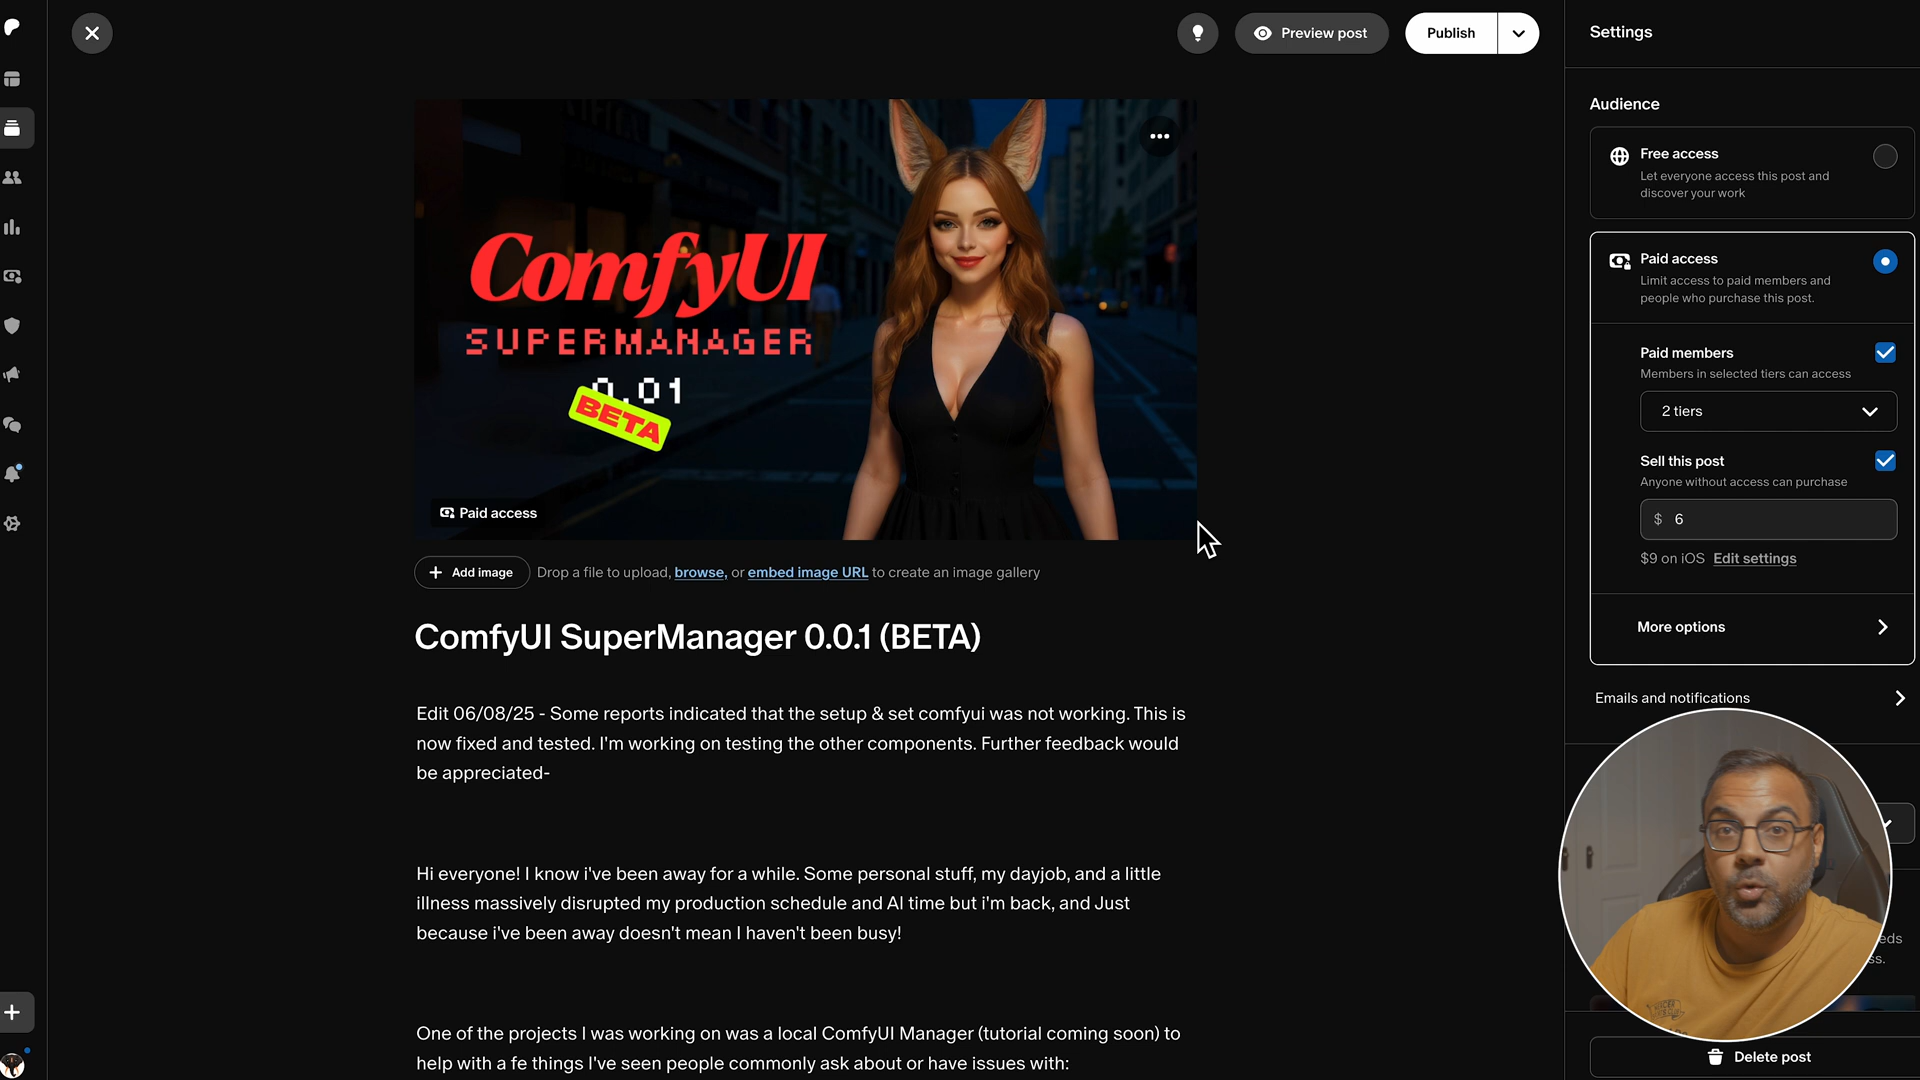 Preview post
Publish
Settings
Audience
Free access
Let everyone access this post and
discover your work
Paid access
Limit access to paid members and
people who purchase this post.
Paid members
Members in selected tiers can access
2 tiers
Sell this post
Anyone without access can purchase
$ 6
$9 on iOS Edit settings
More options
Emails and notifications
eds
ss.
Delete post
ComfyUI
SUPERMANAGER
0.01
BETA
Paid access
Add image
Drop a file to upload, browse, or embed image URL to create an image gallery
ComfyUI SuperManager 0.0.1 (BETA)
Edit 06/08/25 - Some reports indicated that the setup & set comfyui was not working. This is
now fixed and tested. I'm working on testing the other components. Further feedback would
be appreciated-
Hi everyone! I know i've been away for a while. Some personal stuff, my dayjob, and a little
illness massively disrupted my production schedule and AI time but i'm back, and Just
because i've been away doesn't mean I haven't been busy!
One of the projects I was working on was a local ComfyUI Manager (tutorial coming soon) to
help with a fe things I've seen people commonly ask about or have issues with: